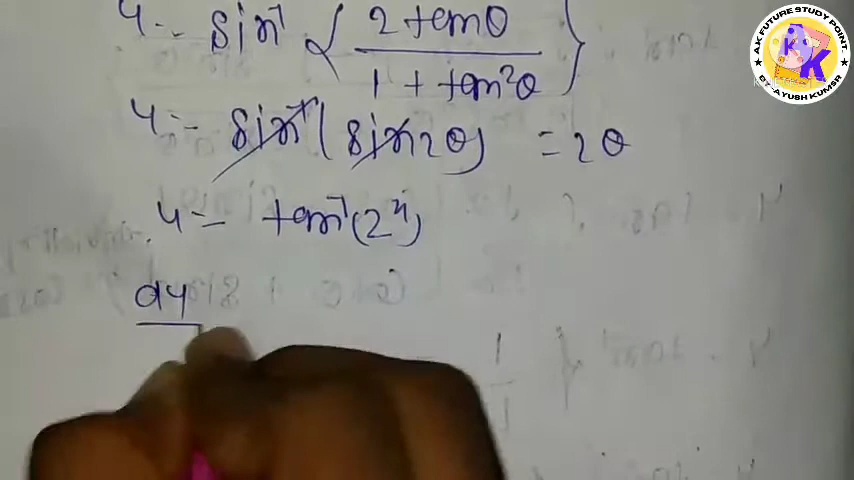 y = sin⁻¹ { 2 tanθ / 1 + tan²θ }
y = sin⁻¹ ( sin 2θ ) = 2θ
y = tan⁻¹(2ˣ)
dy
A.K FUTURE STUDY POINT.
AK
BY-AYUSH KUMSR